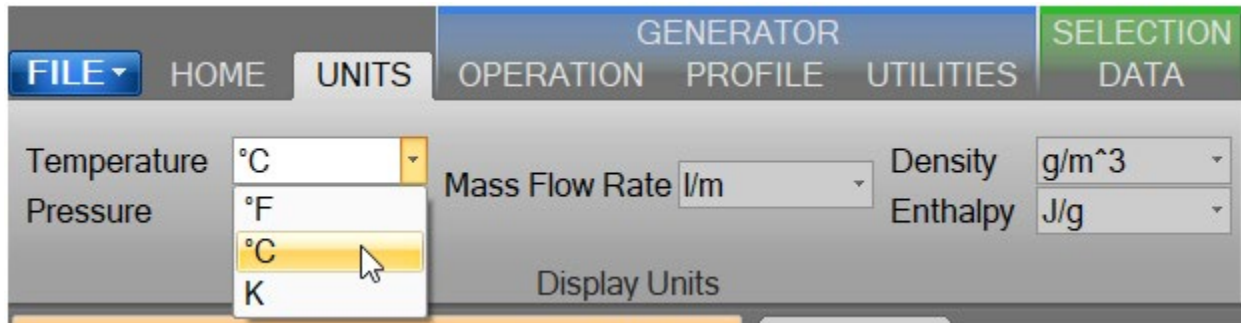 GENERATOR SELECTION
FILE HOME UNITS OPERATION PROFILE UTILITIES DATA
Temperature °C Mass Flow Rate l/m Density g/m^3
Pressure °F Enthalpy J/g
°C
K
Display Units